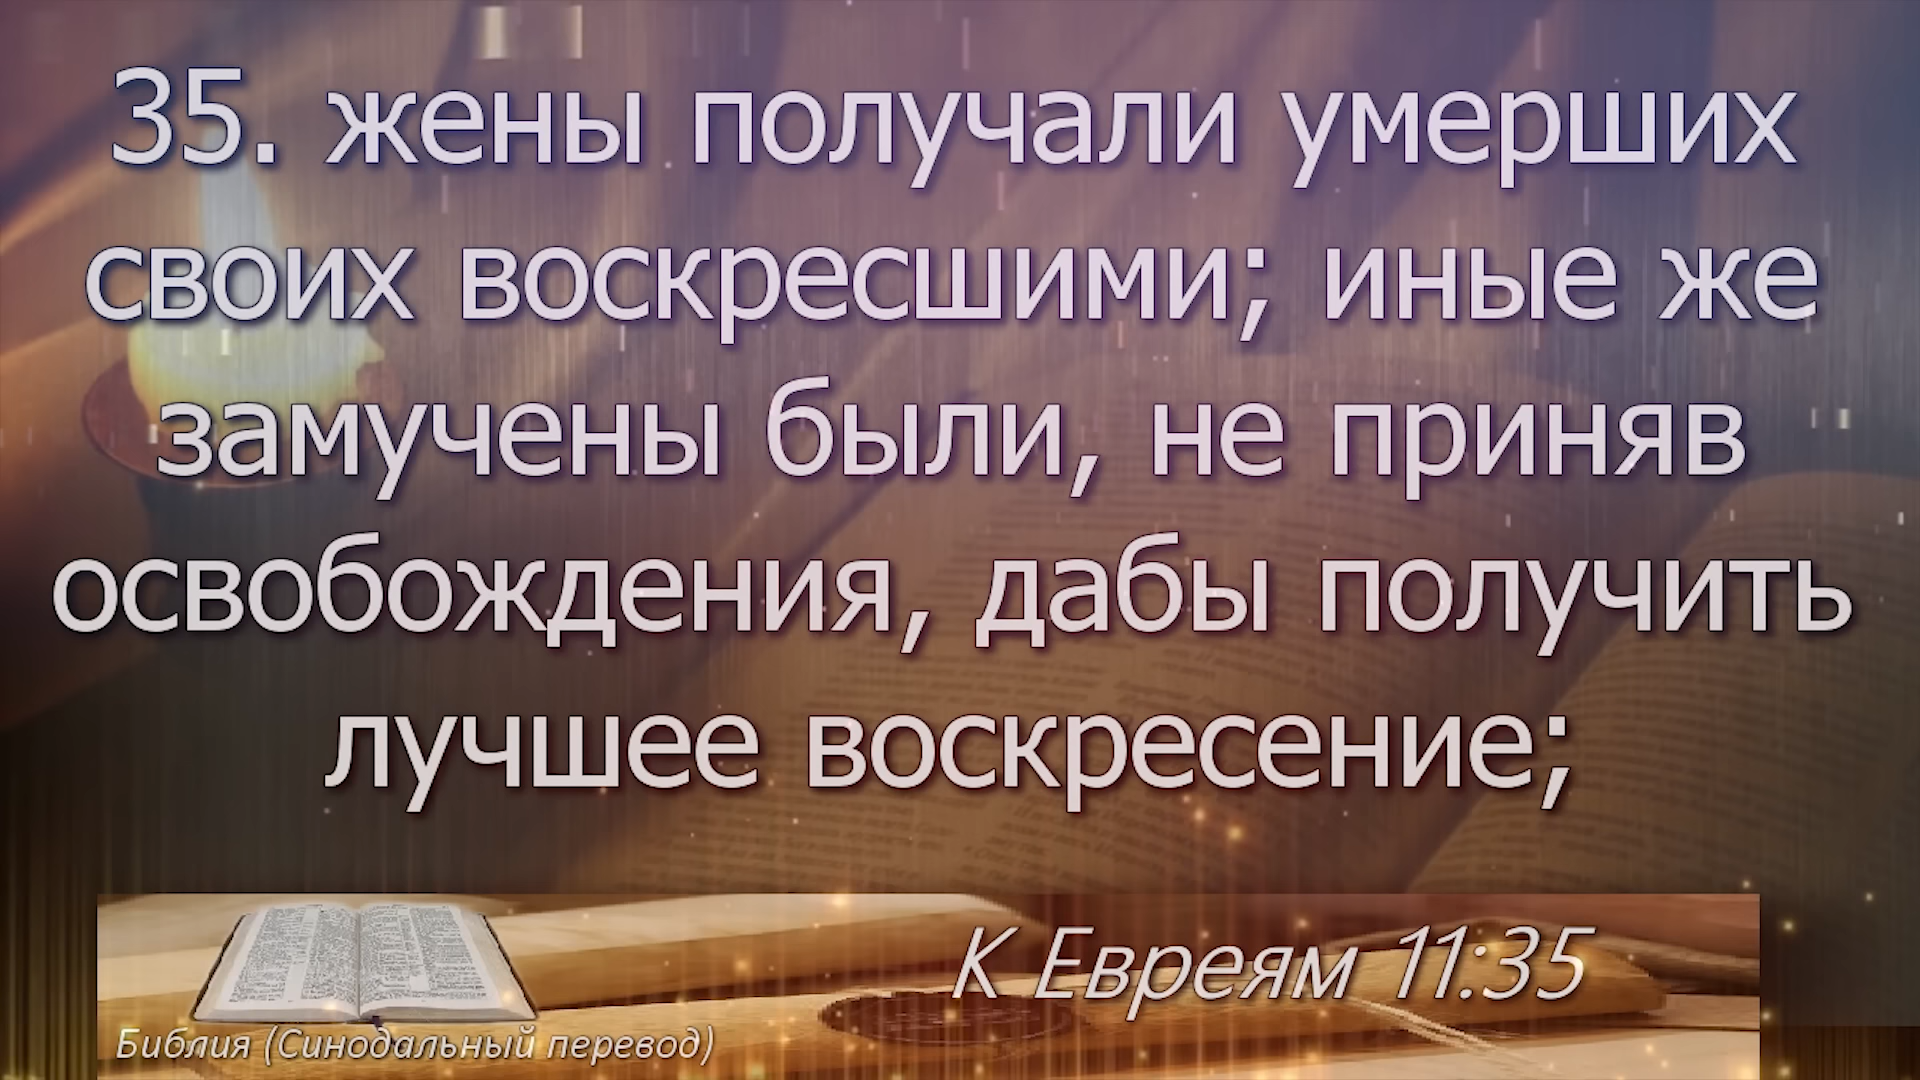 35. жены получали умерших
своих воскресшими; иные же
замучены были, не приняв
освобождения, дабы получить
лучшее воскресение;
К Евреям 11:35
Библия (Синодальный перевод)